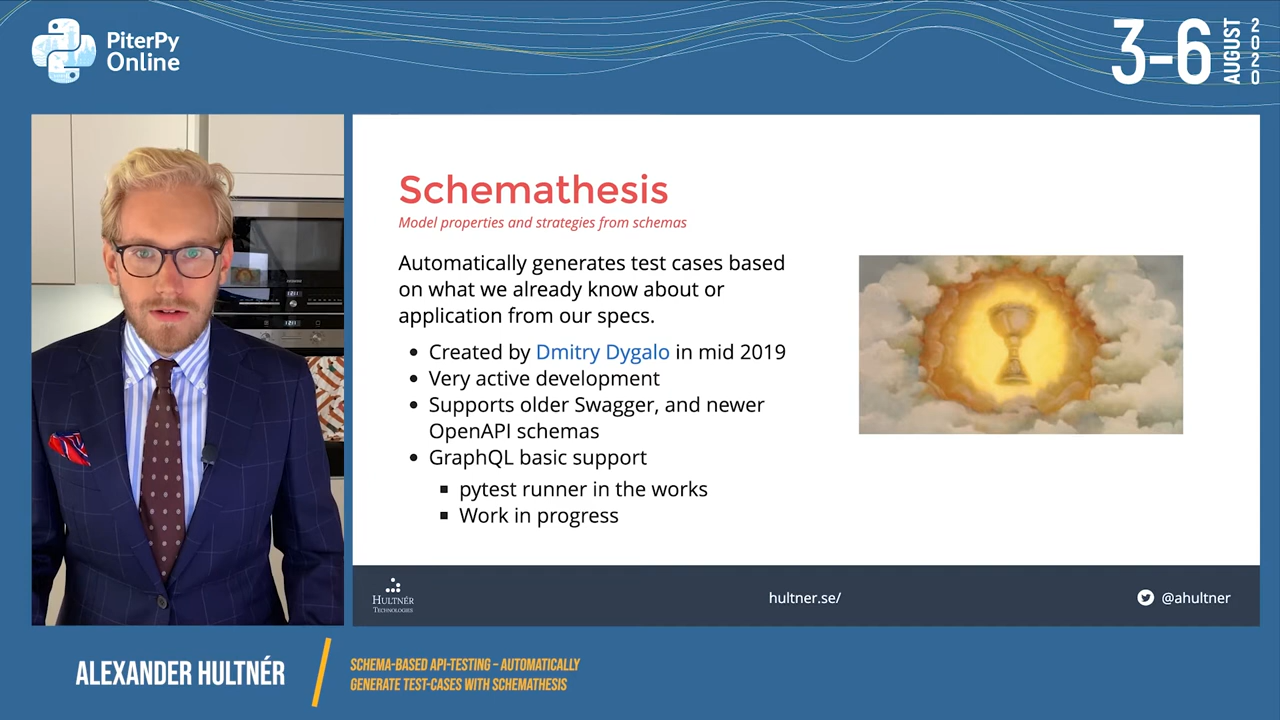 PiterPy
Online
3-6
AUGUST
2020
Schemathesis
Model properties and strategies from schemas
Automatically generates test cases based
on what we already know about or
application from our specs.
Created by Dmitry Dygalo in mid 2019
Very active development
Supports older Swagger, and newer
OpenAPI schemas
GraphQL basic support
pytest runner in the works
Work in progress
HULTNÉR
TECHNOLOGIES
hultner.se/
@ahultner
ALEXANDER HULTNÉR
SCHEMA-BASED API-TESTING – AUTOMATICALLY
GENERATE TEST-CASES WITH SCHEMATHESIS